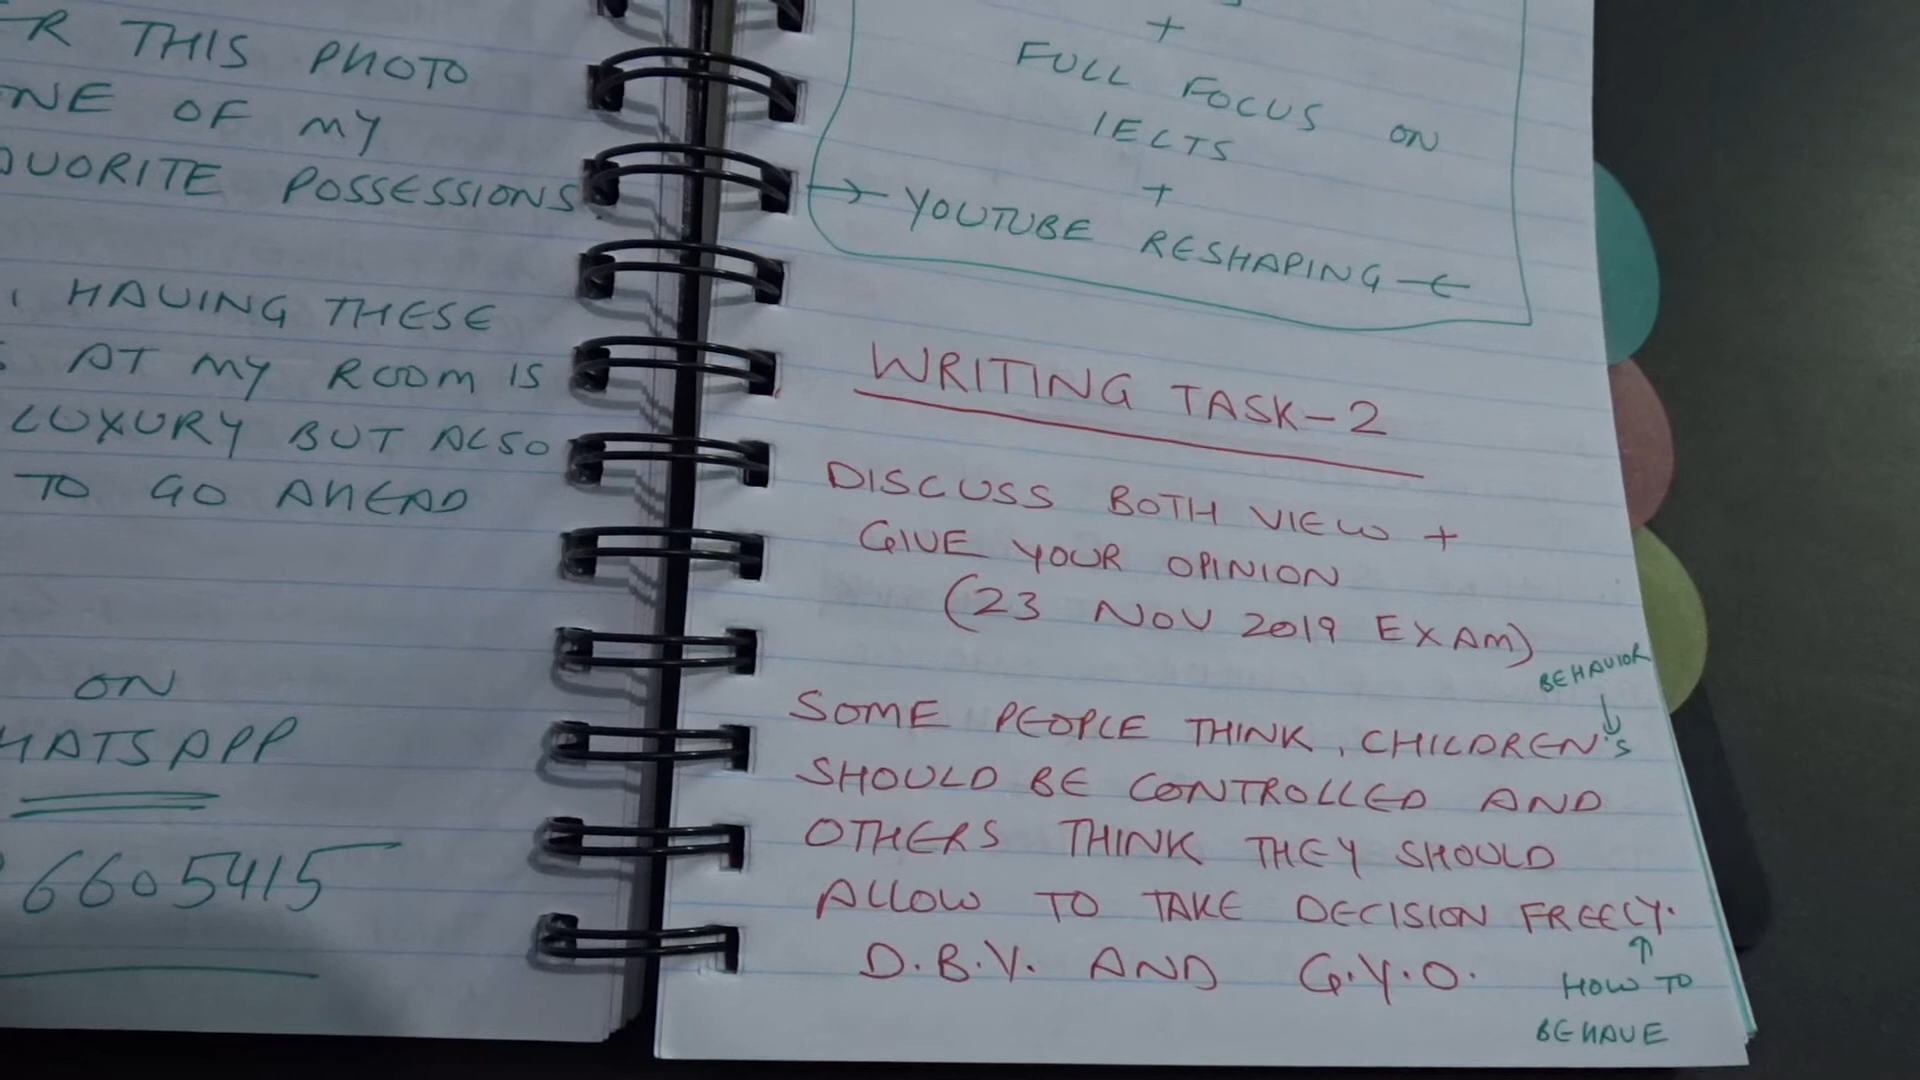 R THIS PHOTO
NE OF MY
UORITE POSSESSIONS
HAVING THESE
AT MY ROOM IS
LUXURY BUT ALSO
TO GO AHEAD
ON
HATSAPP
6605415
+
FULL FOCUS ON
IELTS
+
→ YOUTUBE RESHAPING ←
WRITING TASK-2
DISCUSS BOTH VIEW +
GIVE YOUR OPINION
(23 NOV 2019 EXAM)
BEHAVIOR
↓
SOME PEOPLE THINK, CHILDREN'S
SHOULD BE CONTROLLED AND
OTHERS THINK THEY SHOULD
ALLOW TO TAKE DECISION FREELY.
↑
D.B.V. AND G.Y.O.
HOW TO
BEHAVE